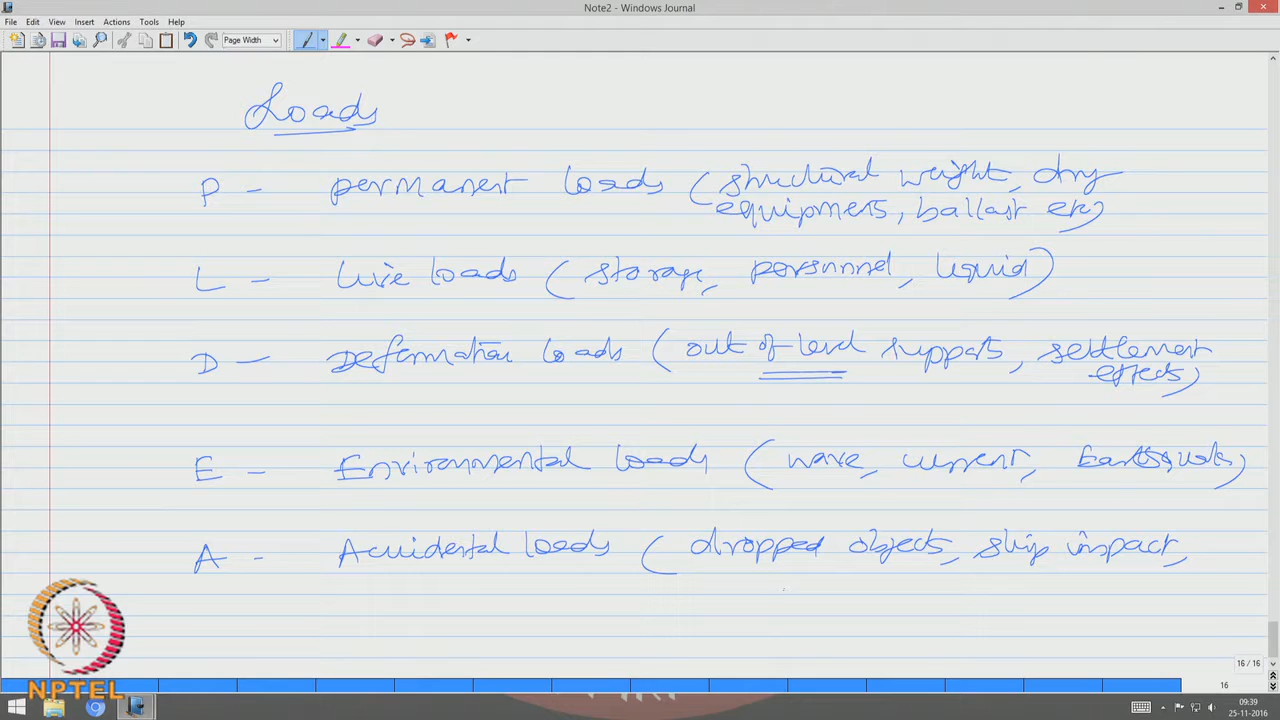 Note2 - Windows Journal
File Edit View Insert Actions Tools Help
Page Width
Loads
P - permanent loads (structural weight, dry
equipment, ballast etc)
L - Live loads (storage, personnel, liquid)
D - Deformation loads (out of level support, settlement
effects)
E - Environmental loads (wave, current, Earthquake)
A - Accidental loads (dropped objects, ship impact,
16 / 16
16
NPTEL
09:39
25-11-2016